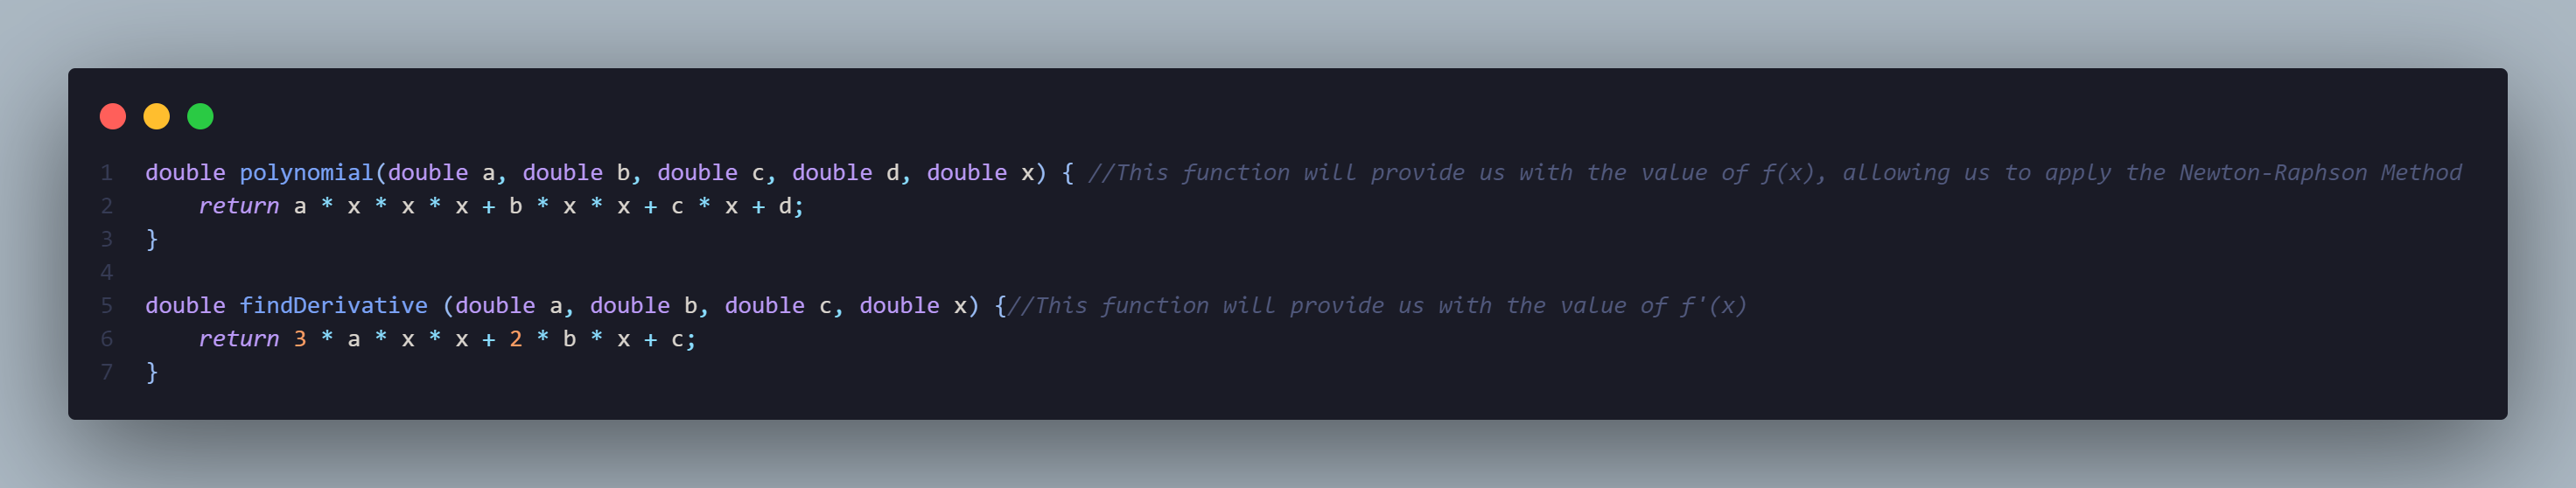 1 double polynomial(double a, double b, double c, double d, double x) { //This function will provide us with the value of f(x), allowing us to apply the Newton-Raphson Method
2 return a * x * x * x + b * x * x + c * x + d;
3 }
4
5 double findDerivative (double a, double b, double c, double x) {//This function will provide us with the value of f'(x)
6 return 3 * a * x * x + 2 * b * x + c;
7 }